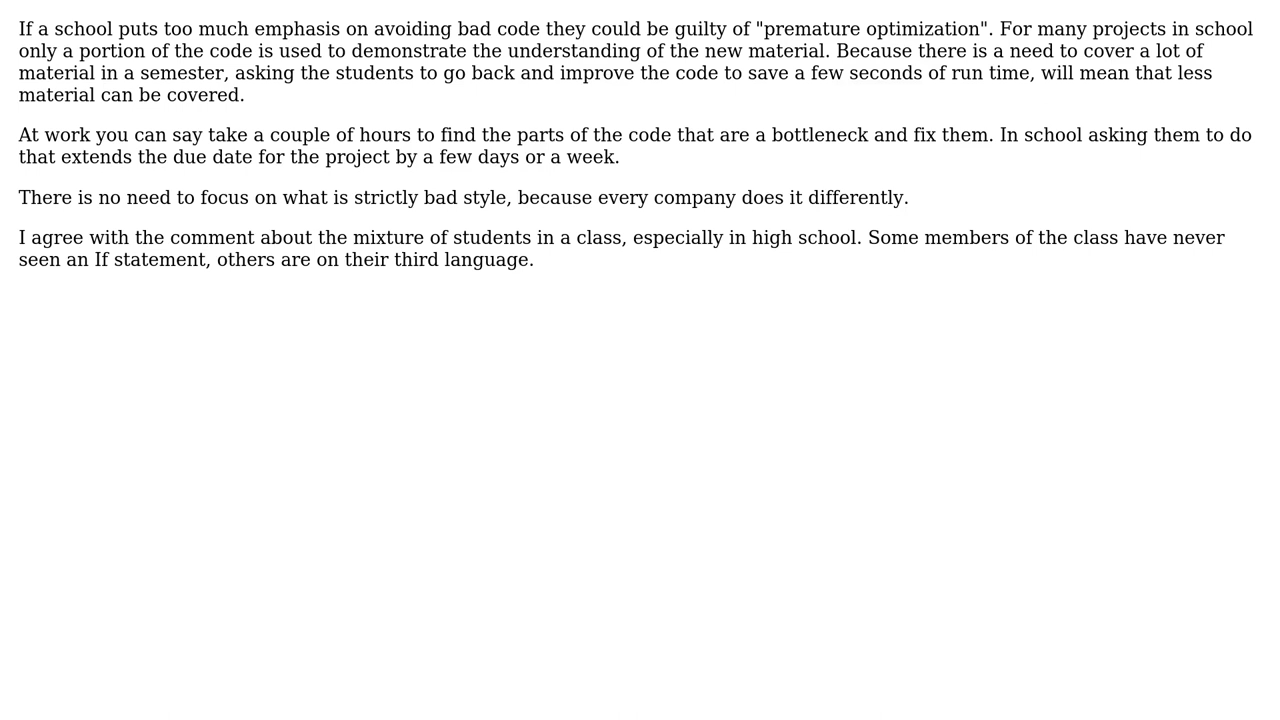 If a school puts too much emphasis on avoiding bad code they could be guilty of "premature optimization". For many projects in school
only a portion of the code is used to demonstrate the understanding of the new material. Because there is a need to cover a lot of
material in a semester, asking the students to go back and improve the code to save a few seconds of run time, will mean that less
material can be covered.
At work you can say take a couple of hours to find the parts of the code that are a bottleneck and fix them. In school asking them to do
that extends the due date for the project by a few days or a week.
There is no need to focus on what is strictly bad style, because every company does it differently.
I agree with the comment about the mixture of students in a class, especially in high school. Some members of the class have never
seen an If statement, others are on their third language.